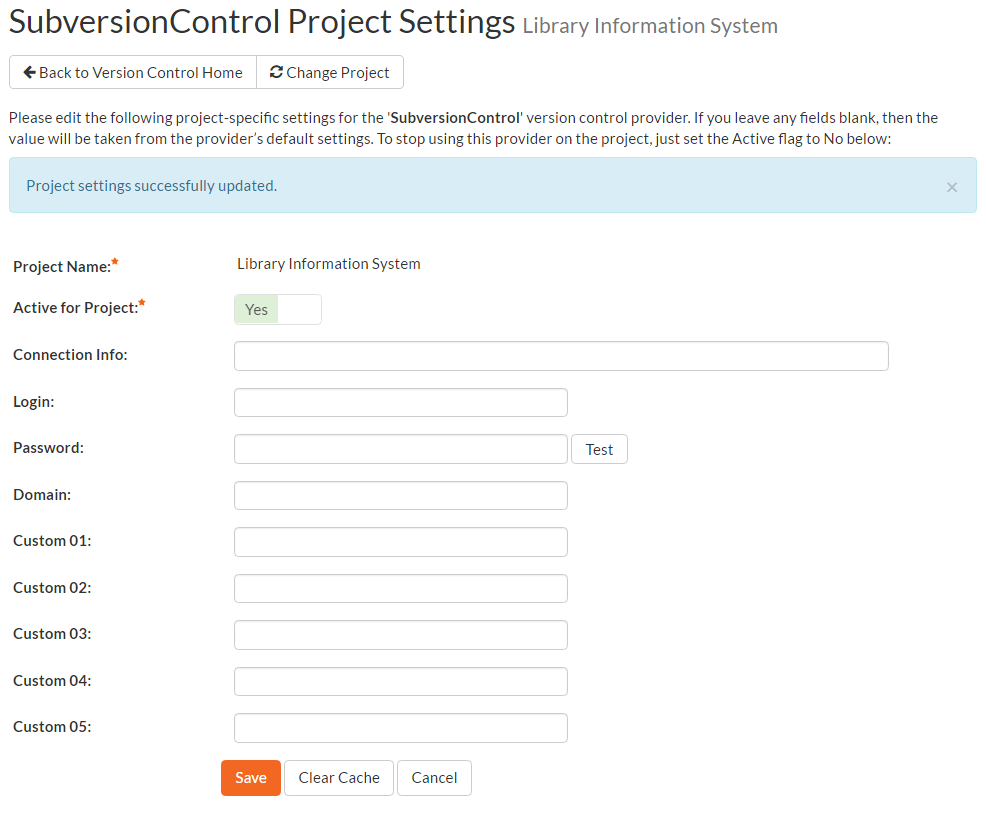 SubversionControl Project Settings Library Information System
Back to Version Control Home Change Project
Please edit the following project-specific settings for the 'SubversionControl' version control provider. If you leave any fields blank, then the
value will be taken from the provider’s default settings. To stop using this provider on the project, just set the Active flag to No below:
Project settings successfully updated. ×
Project Name:* Library Information System
Active for Project:* Yes
Connection Info:
Login:
Password: Test
Domain:
Custom 01:
Custom 02:
Custom 03:
Custom 04:
Custom 05:
Save Clear Cache Cancel